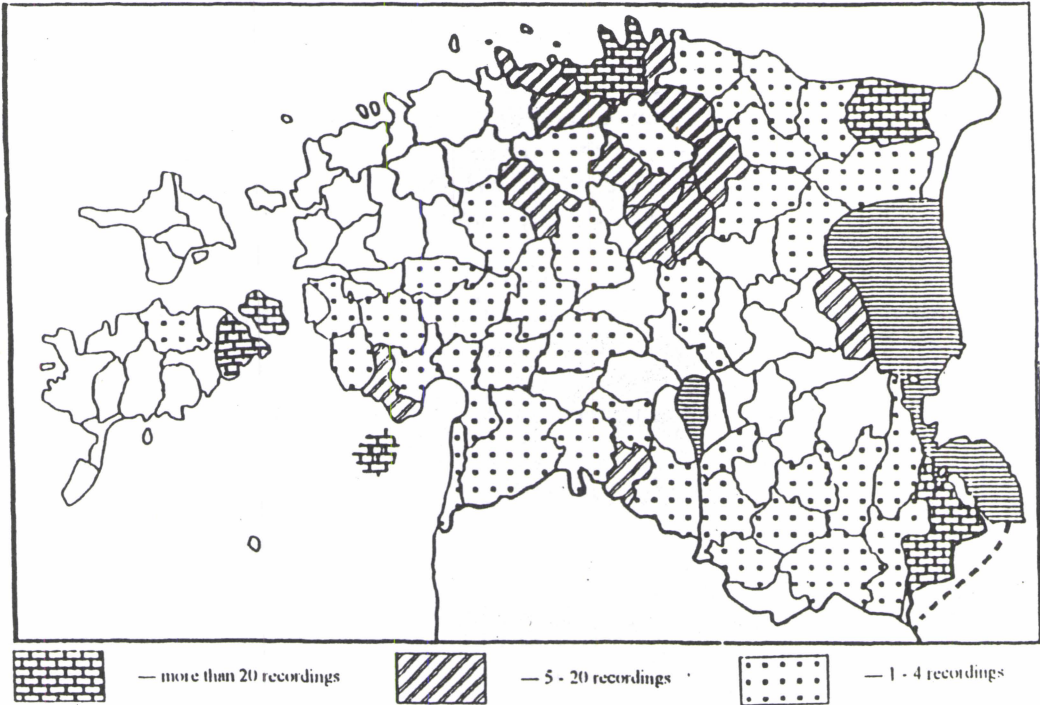 — more than 20 recordings — 5 - 20 recordings — 1 - 4 recordings